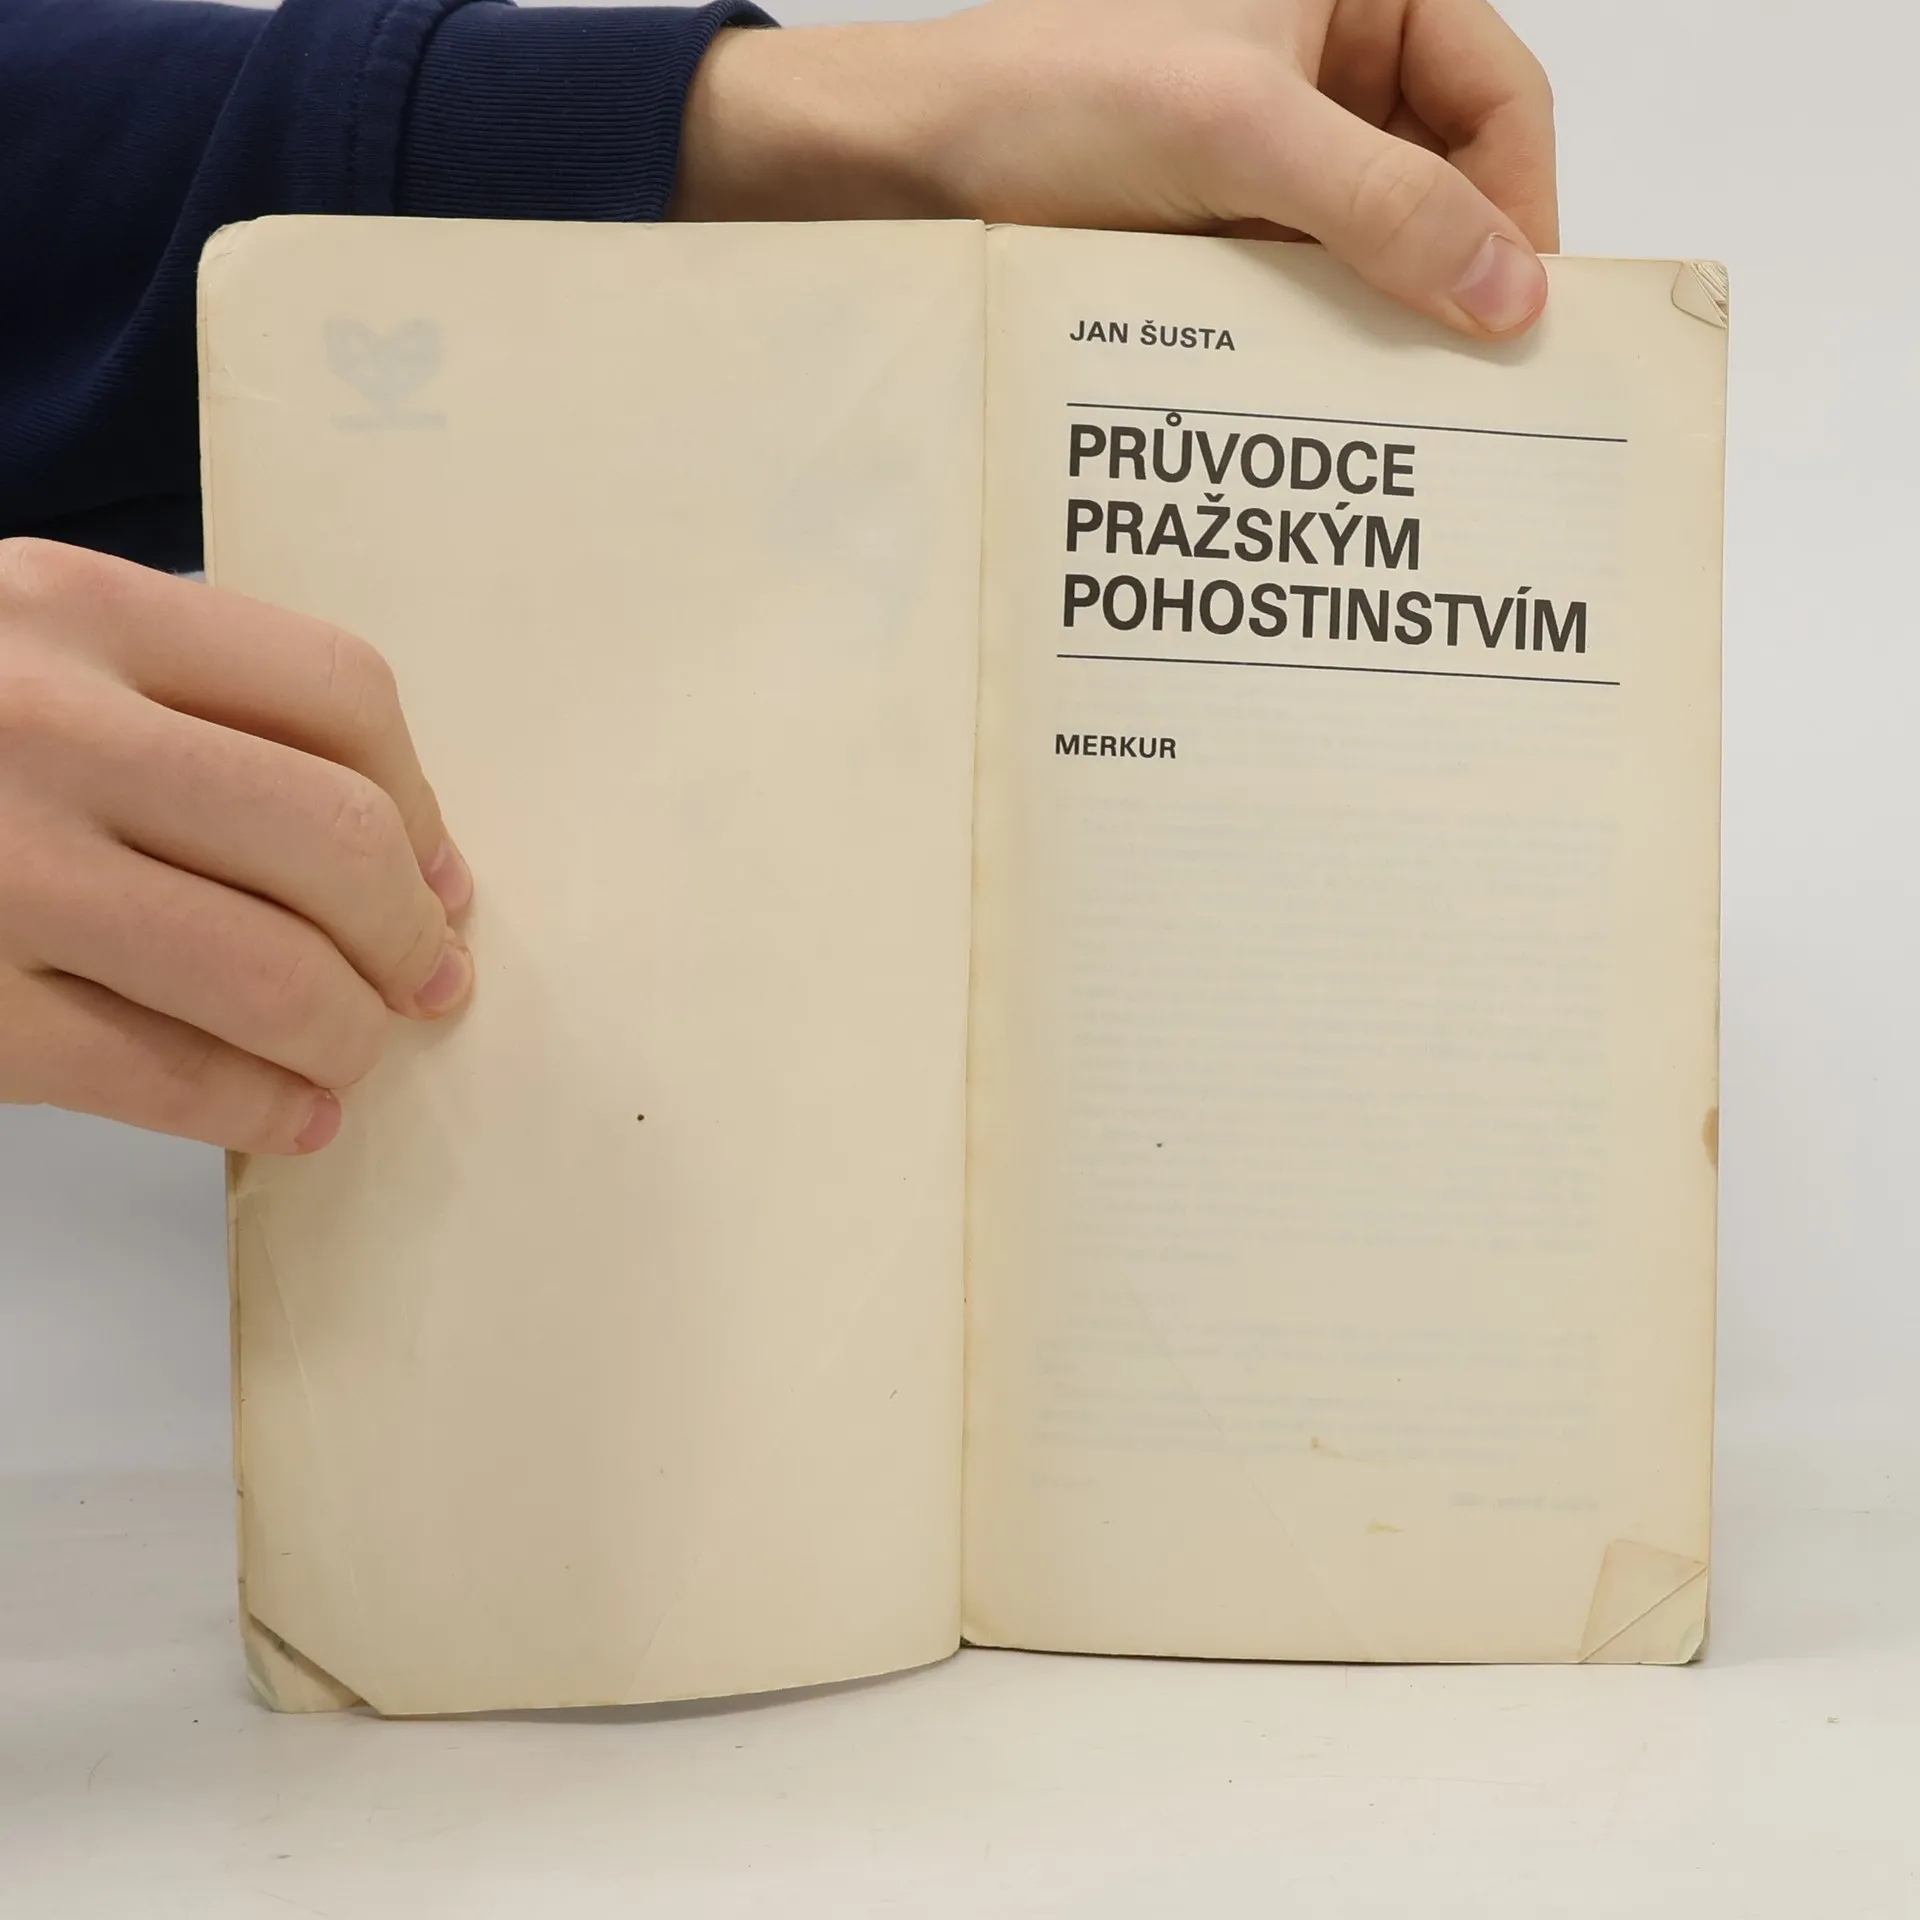 JAN ŠUSTA
PRŮVODCE
PRAŽSKÝM
POHOSTINSTVÍM
MERKUR